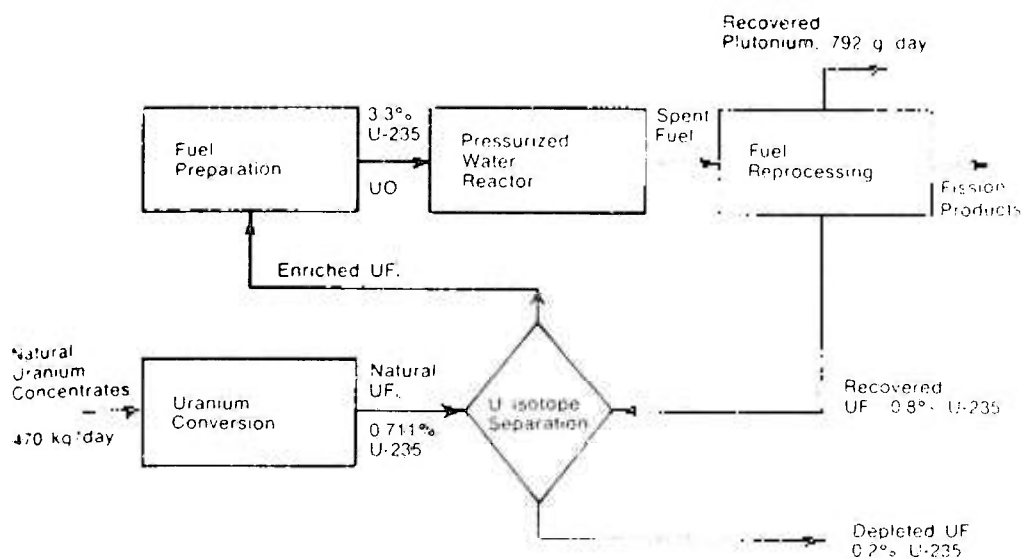 Recovered
Plutonium, 792 g day
Fuel
Preparation
3.3%
U-235
UO
Pressurized
Water
Reactor
Spent
Fuel
Fuel
Reprocessing
Fission
Products
Enriched UF.
Natural
Uranium
Concentrates
470 kg/day
Uranium
Conversion
Natural
UF.
0.711%
U-235
U Isotope
Separation
Recovered
UF 0.8% U-235
Depleted UF
0.2% U-235